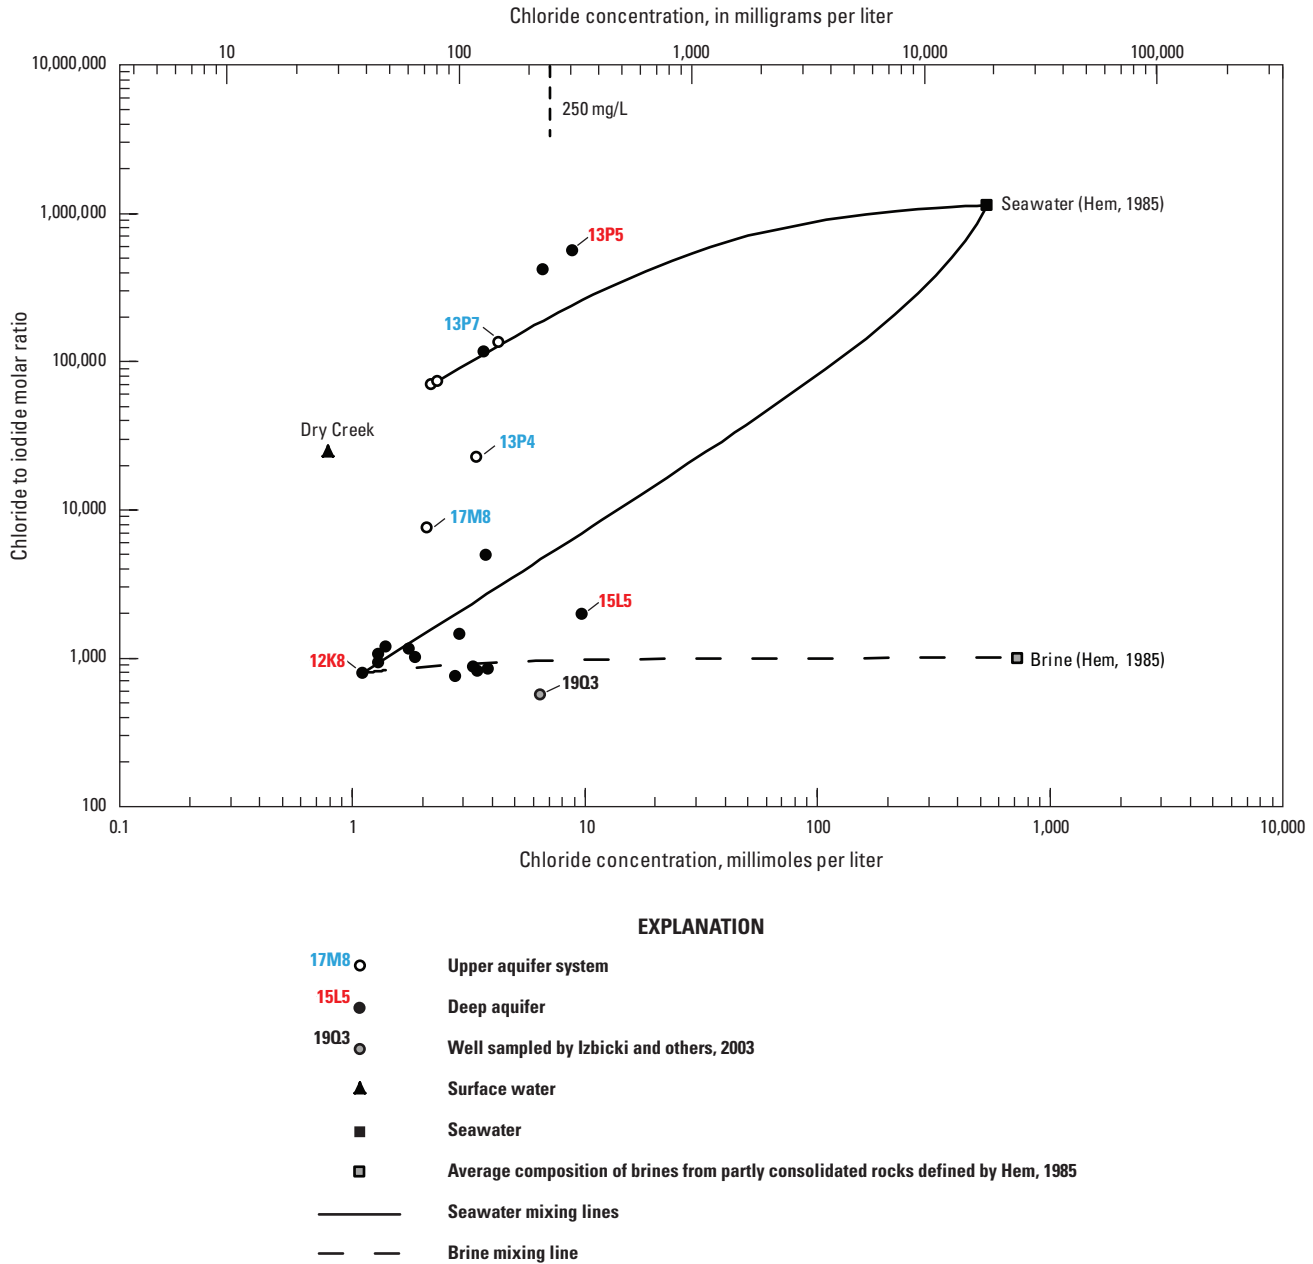 Chloride concentration, in milligrams per liter
10 100 1,000 10,000 100,000
10,000,000
250 mg/L
1,000,000
Seawater (Hem, 1985)
13P5
13P7
100,000
Dry Creek
13P4
10,000
17M8
15L5
1,000
12K8
Brine (Hem, 1985)
19Q3
100
Chloride to iodide molar ratio
0.1 1 10 100 1,000 10,000
Chloride concentration, millimoles per liter
EXPLANATION
17M8 Upper aquifer system
15L5 Deep aquifer
19Q3 Well sampled by Izbicki and others, 2003
Surface water
Seawater
Average composition of brines from partly consolidated rocks defined by Hem, 1985
Seawater mixing lines
Brine mixing line